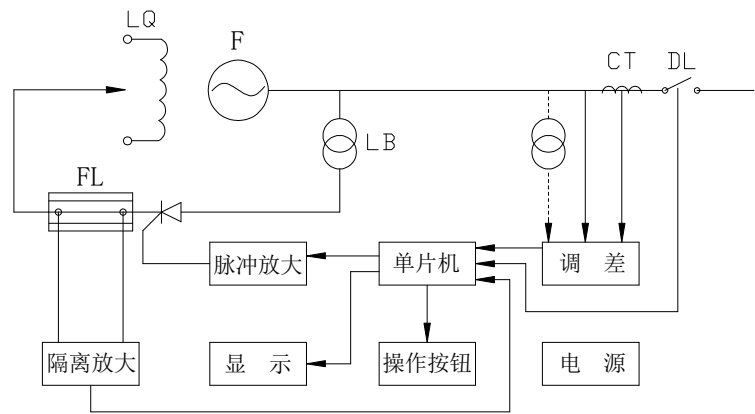 LQ
F
CT
DL
LB
FL
脉冲放大
单片机
调 差
隔离放大
显 示
操作按钮
电 源